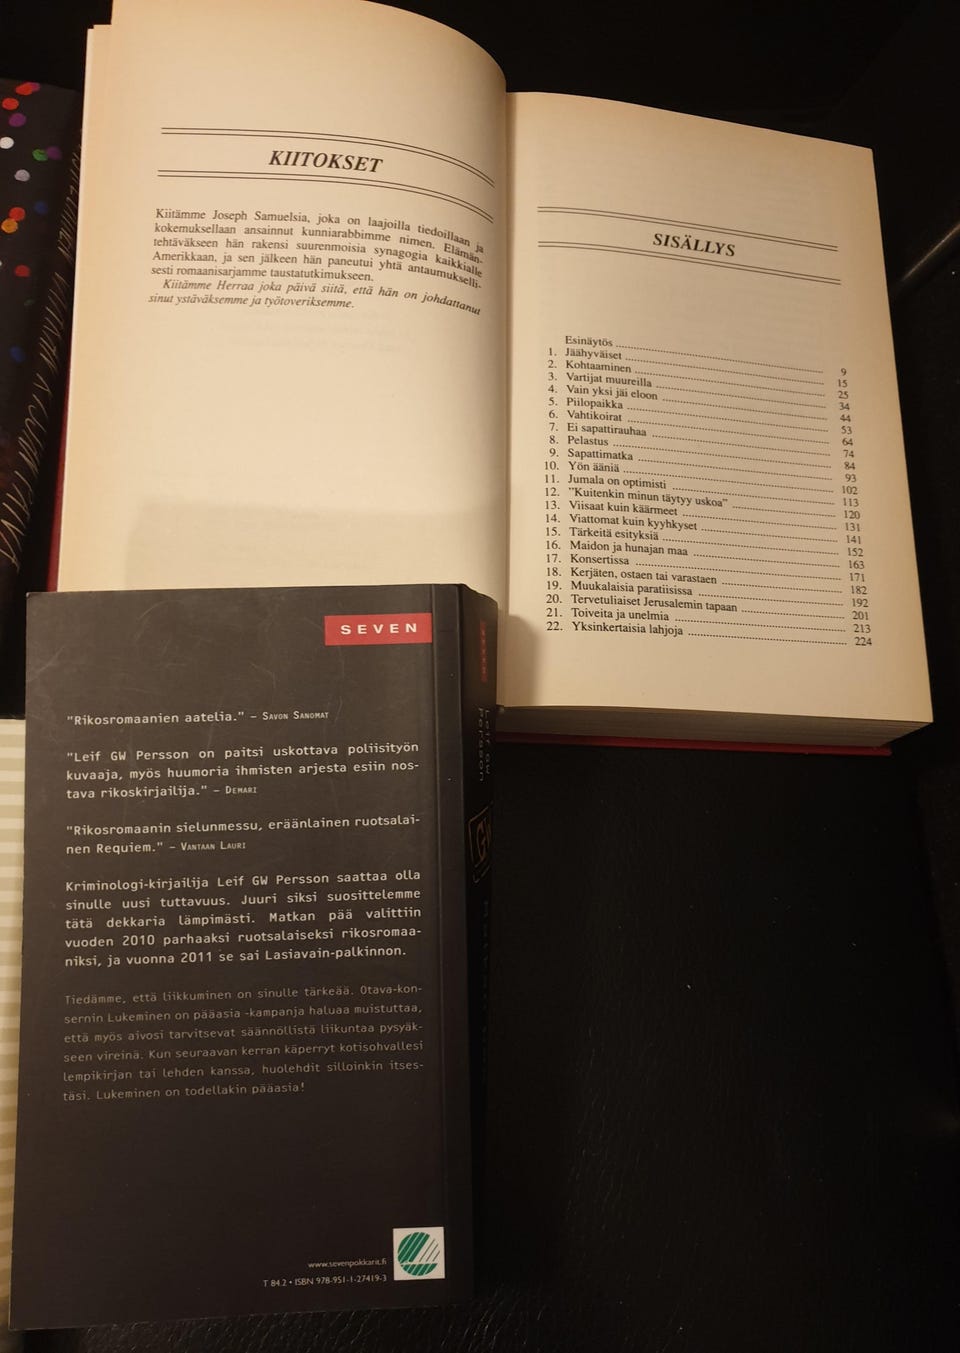 KIITOKSET
Kiitämme Joseph Samuelsia, joka on laajoilla tiedoillaan ja
kokemuksellaan ansainnut kunniarabbimme nimen. Elämän-
tehtäväkseen hän rakensi suurenmoisia synagogia kaikkialle
Amerikkaan, ja sen jälkeen hän paneutui yhtä antaumukselli-
sesti romaanisarjamme taustatutkimukseen.
Kiitämme Herraa joka päivä siitä, että hän on johdattanut
sinut ystäväksemme ja työtoveriksemme.
SISÄLLYS
Esinäytös 9
1. Jäähyväiset 15
2. Kohtaaminen 25
3. Vartijat muureilla 34
4. Vain yksi jäi eloon 44
5. Piilopaikka 53
6. Vahtikoirat 64
7. Ei sapattirauhaa 74
8. Pelastus 84
9. Sapattimatka 93
10. Yön ääniä 102
11. Jumala on optimisti 113
12. "Kuitenkin minun täytyy uskoa" 120
13. Viisaat kuin käärmeet 131
14. Viattomat kuin kyyhkyset 141
15. Tärkeitä esityksiä 152
16. Maidon ja hunajan maa 163
17. Konsertissa 171
18. Kerjäten, ostaen tai varastaen 182
19. Muukalaisia paratiisissa 192
20. Tervetuliaiset Jerusalemin tapaan 201
21. Toiveita ja unelmia 213
22. Yksinkertaisia lahjoja 224
SEVEN
"Rikosromaanien aatelia." – SAVON SANOMAT
"Leif GW Persson on paitsi uskottava poliisityön
kuvaaja, myös huumoria ihmisten arjesta esiin nos-
tava rikoskirjailija." – DEMARI
"Rikosromaanin sielunmessu, eräänlainen ruotsalai-
nen Requiem." – VANTAAN LAURI
Kriminologi-kirjailija Leif GW Persson saattaa olla
sinulle uusi tuttavuus. Juuri siksi suosittelemme
tätä dekkaria lämpimästi. Matkan pää valittiin
vuoden 2010 parhaaksi ruotsalaiseksi rikosromaa-
niksi, ja vuonna 2011 se sai Lasiavain-palkinnon.
Tiedämme, että liikkuminen on sinulle tärkeää. Otava-kon-
sernin Lukeminen on pääasia -kampanja haluaa muistuttaa,
että myös aivosi tarvitsevat säännöllistä liikuntaa pysyäk-
seen vireinä. Kun seuraavan kerran käperryt kotisohvallesi
lempikirjan tai lehden kanssa, huolehdit silloinkin itses-
täsi. Lukeminen on todellakin pääasia!
www.sevenpokkarit.fi
T 84.2 • ISBN 978-951-1-27419-3
Leif GW
Persson